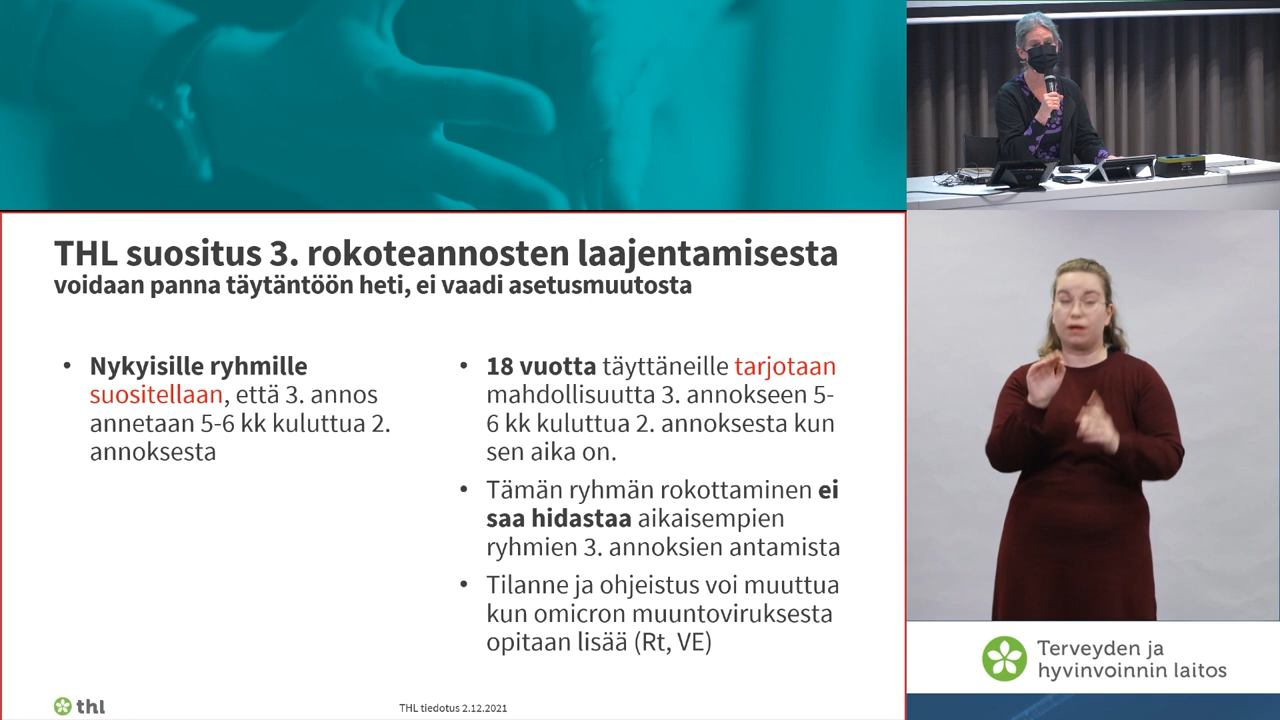 THL suositus 3. rokoteannosten laajentamisesta
voidaan panna täytäntöön heti, ei vaadi asetusmuutosta
• Nykyisille ryhmille
suositellaan, että 3. annos
annetaan 5-6 kk kuluttua 2.
annoksesta
• 18 vuotta täyttäneille tarjotaan
mahdollisuutta 3. annokseen 5-
6 kk kuluttua 2. annoksesta kun
sen aika on.
• Tämän ryhmän rokottaminen ei
saa hidastaa aikaisempien
ryhmien 3. annoksien antamista
• Tilanne ja ohjeistus voi muuttua
kun omicron muuntoviruksesta
opitaan lisää (Rt, VE)
thl
THL tiedotus 2.12.2021
Terveyden ja
hyvinvoinnin laitos